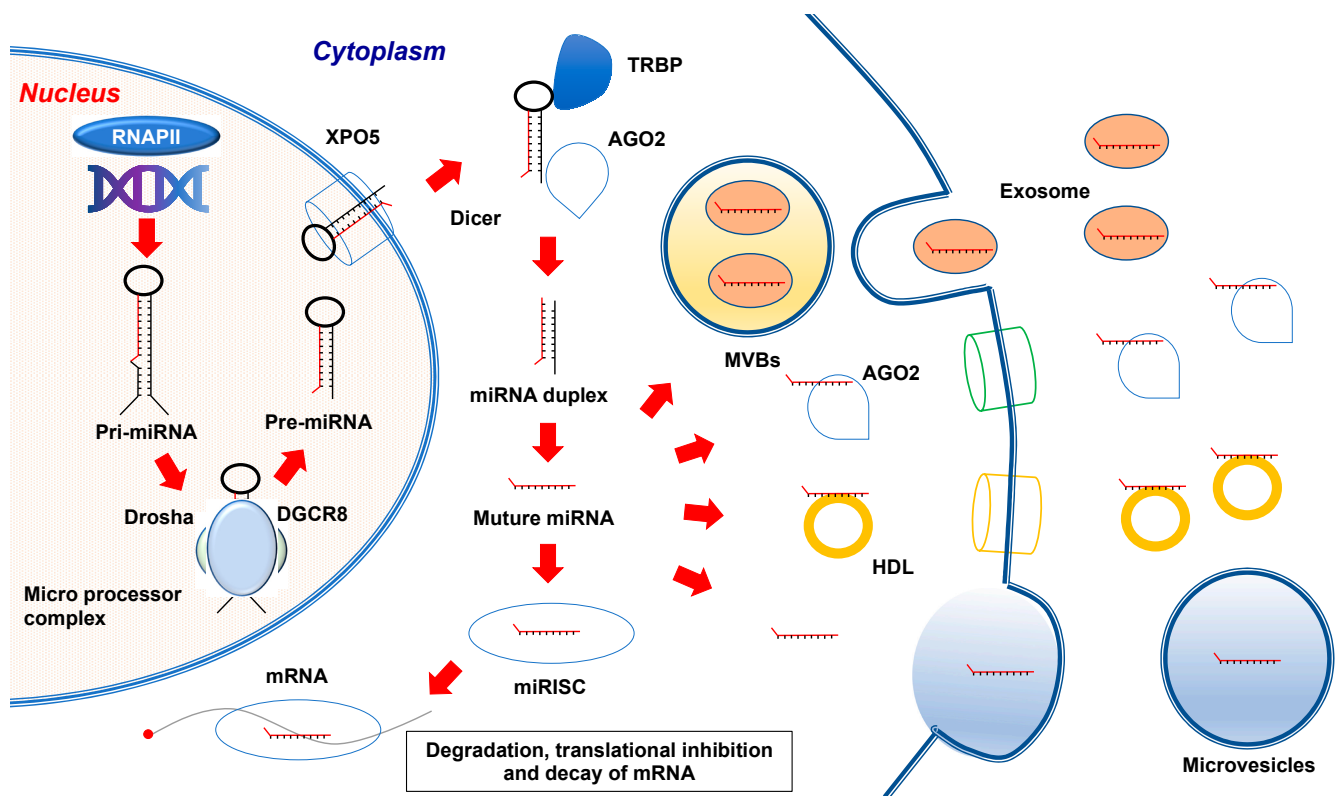 Cytoplasm
Nucleus
RNAPII
XPO5
TRBP
AGO2
Dicer
Exosome
MVBs
miRNA duplex
AGO2
Pri-miRNA
Pre-miRNA
Drosha
DGCR8
Muture miRNA
HDL
Micro processor
complex
miRISC
mRNA
Degradation, translational inhibition
and decay of mRNA
Microvesicles